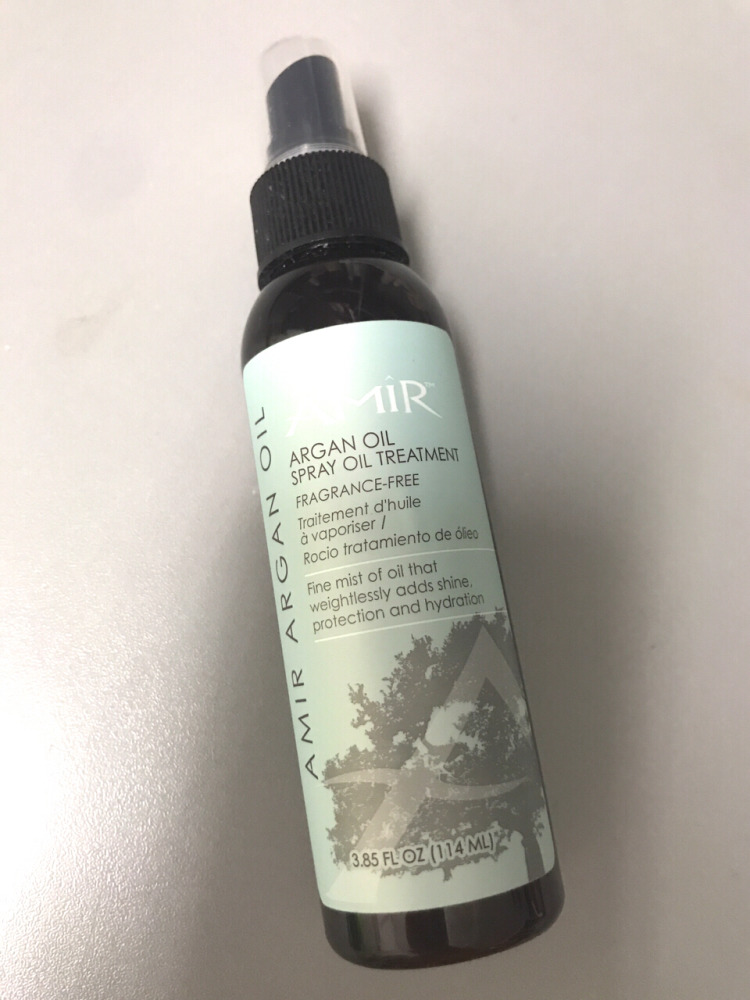 AMÎR™
ARGAN OIL
SPRAY OIL TREATMENT
FRAGRANCE-FREE
Traitement d'huile
à vaporiser /
Rocio tratamiento de óleo
Fine mist of oil that
weightlessly adds shine,
protection and hydration
3.85 FL OZ (114 ML)
AMIR ARGAN OIL